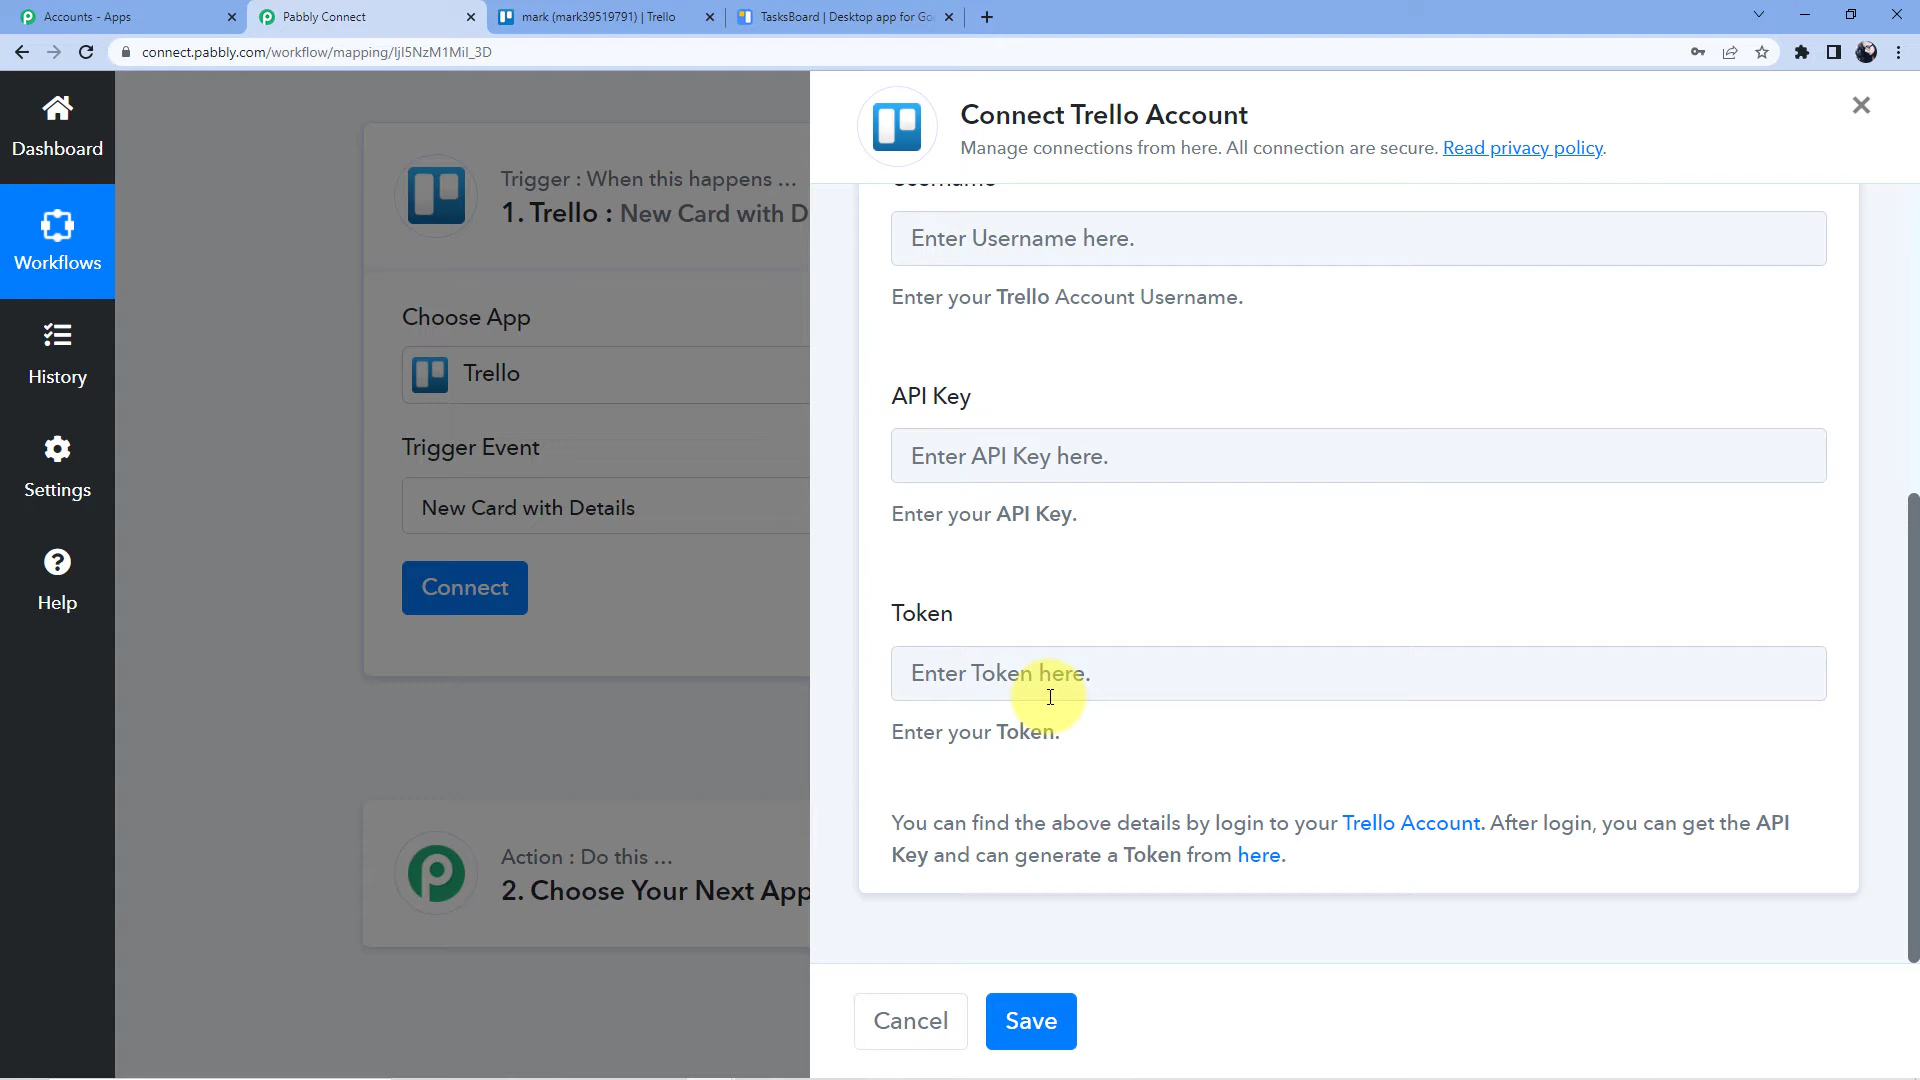 Accounts - Apps
Pabbly Connect
mark (mark39519791) | Trello
TasksBoard | Desktop app for Go
connect.pabbly.com/workflow/mapping/
Dashboard
Workflows
History
Settings
Help
Trigger : When this happens ...
1. Trello : New Card with D
Choose App
Trello
Trigger Event
New Card with Details
Connect
Action : Do this ...
2. Choose Your Next App
Connect Trello Account
Manage connections from here. All connection are secure. Read privacy policy.
Username
Enter Username here.
Enter your Trello Account Username.
API Key
Enter API Key here.
Enter your API Key.
Token
Enter Token here.
Enter your Token.
You can find the above details by login to your Trello Account. After login, you can get the API
Key and can generate a Token from here.
Cancel
Save